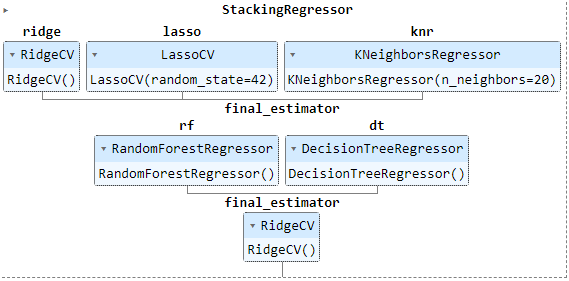 StackingRegressor
ridge lasso knr
RidgeCV LassoCV KNeighborsRegressor
RidgeCV() LassoCV(random_state=42) KNeighborsRegressor(n_neighbors=20)
final_estimator
rf dt
RandomForestRegressor DecisionTreeRegressor
RandomForestRegressor() DecisionTreeRegressor()
final_estimator
RidgeCV
RidgeCV()